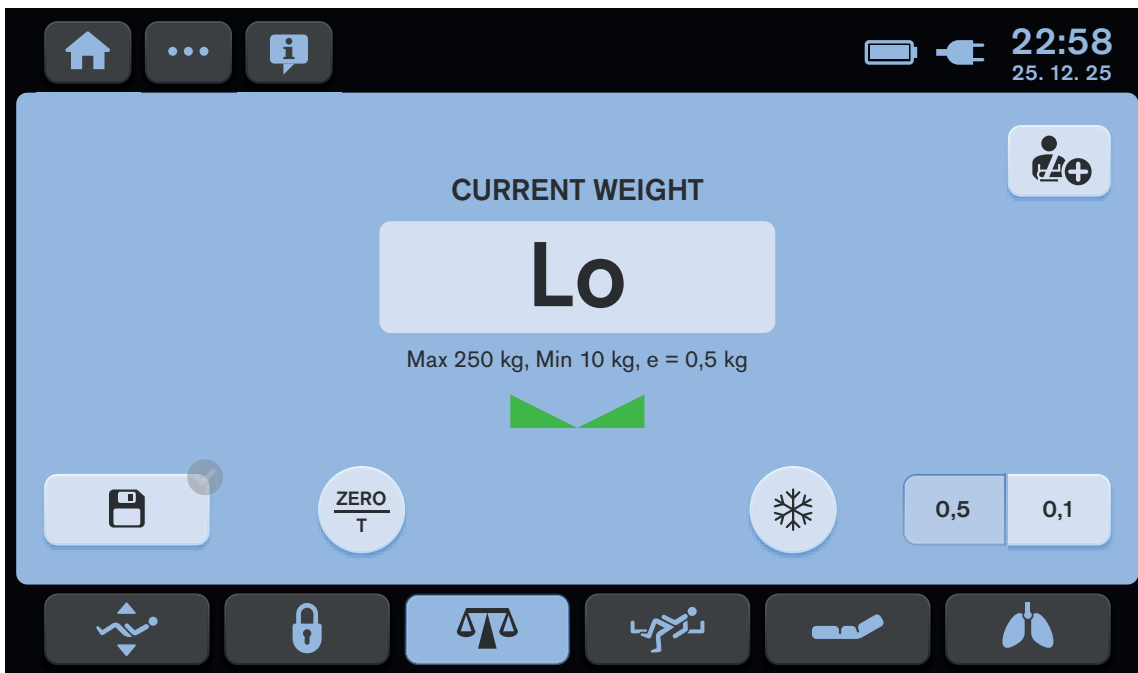 22:58
25. 12. 25
CURRENT WEIGHT
Lo
Max 250 kg, Min 10 kg, e = 0,5 kg
ZERO
T
0,5
0,1